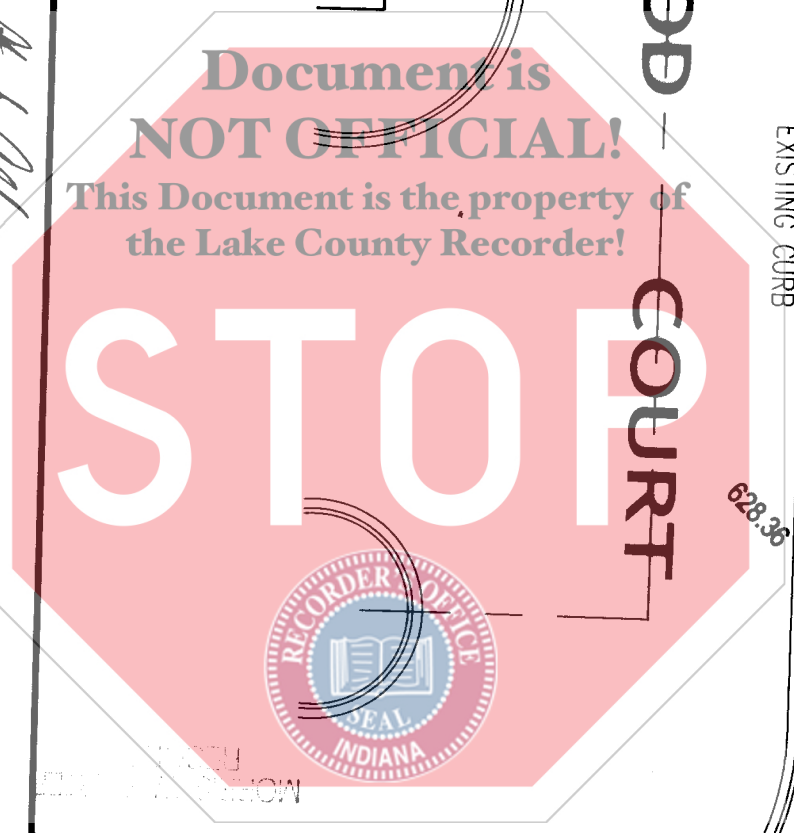 Document is
NOT OFFICIAL!
This Document is the property of
the Lake County Recorder!
STOP
COURT
EXISTING CURB
628.36
RECORDER'S OFFICE
SEAL
INDIANA